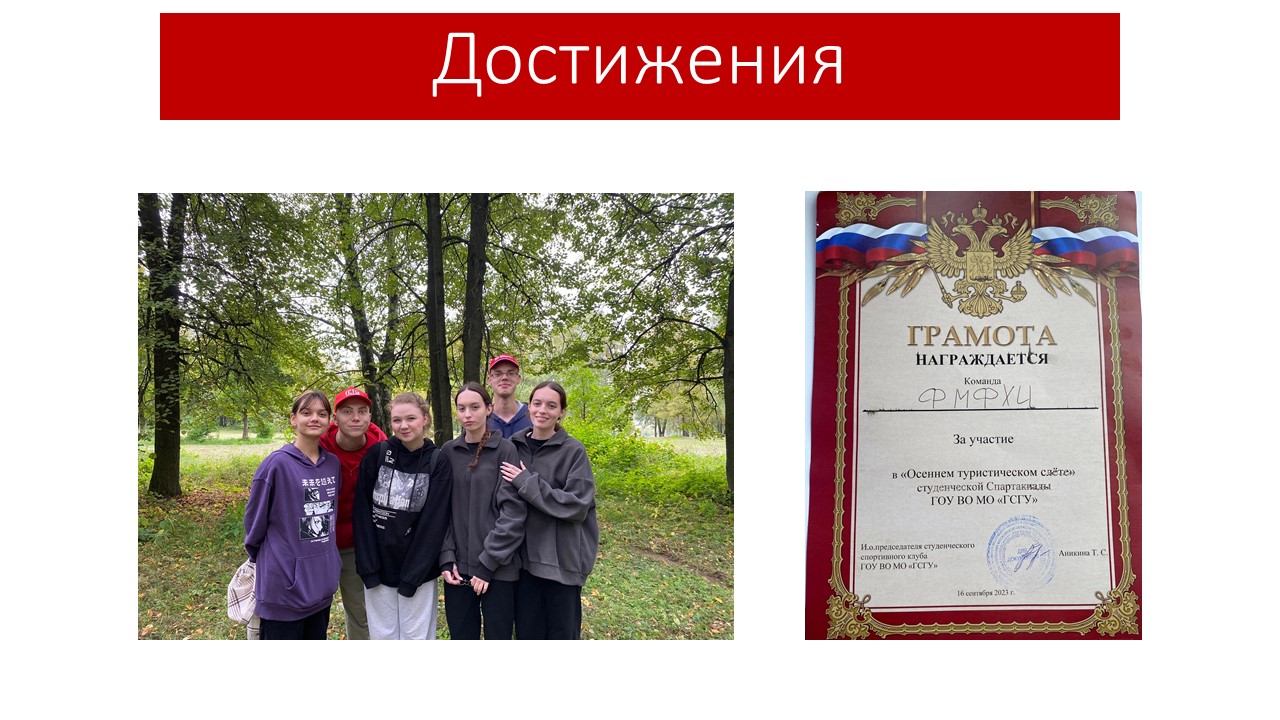 Достижения
ГРАМОТА
НАГРАЖДАЕТСЯ
Команда
ФМФХЦ
За участие
в «Осеннем туристическом слёте»
студенческой Спартакиады
ГОУ ВО МО «ГСГУ»
И.о.председателя студенческого
спортивного клуба
ГОУ ВО МО «ГСГУ»
Аникина Т. С.
16 сентября 2023 г.